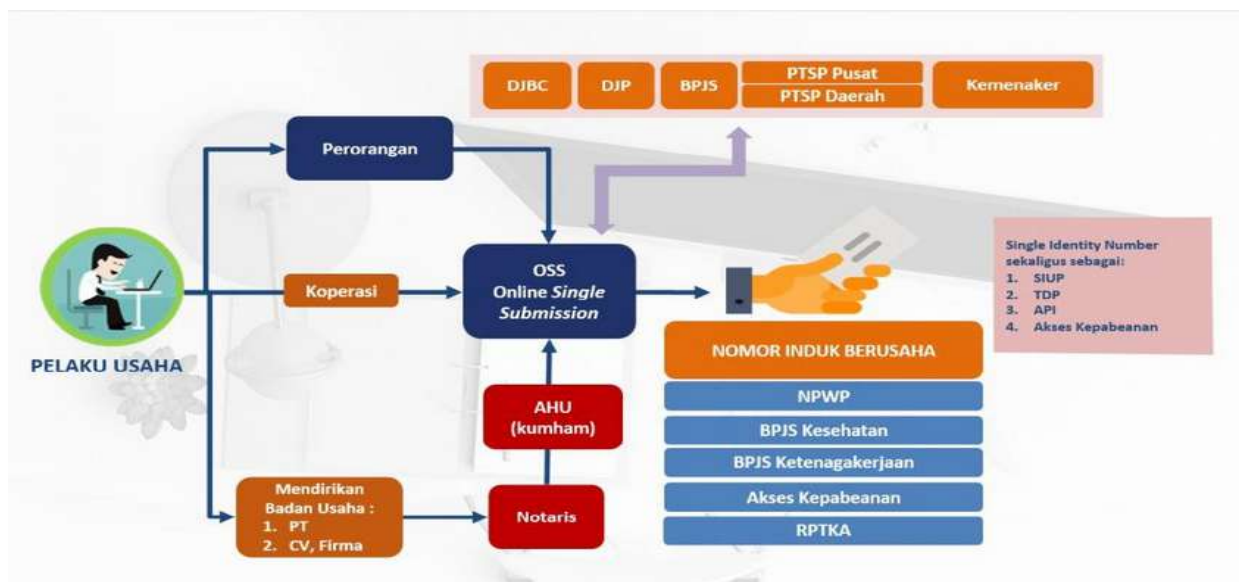 DJBC
DJP
BPJS
PTSP Pusat
PTSP Daerah
Kemenaker
Perorangan
PELAKU USAHA
Koperasi
OSS
Online Single
Submission
AHU
(kumham)
Mendirikan
Badan Usaha :
1. PT
2. CV, Firma
Notaris
NOMOR INDUK BERUSAHA
NPWP
BPJS Kesehatan
BPJS Ketenagakerjaan
Akses Kepabeanan
RPTKA
Single Identity Number
sekaligus sebagai:
1. SIUP
2. TDP
3. API
4. Akses Kepabeanan